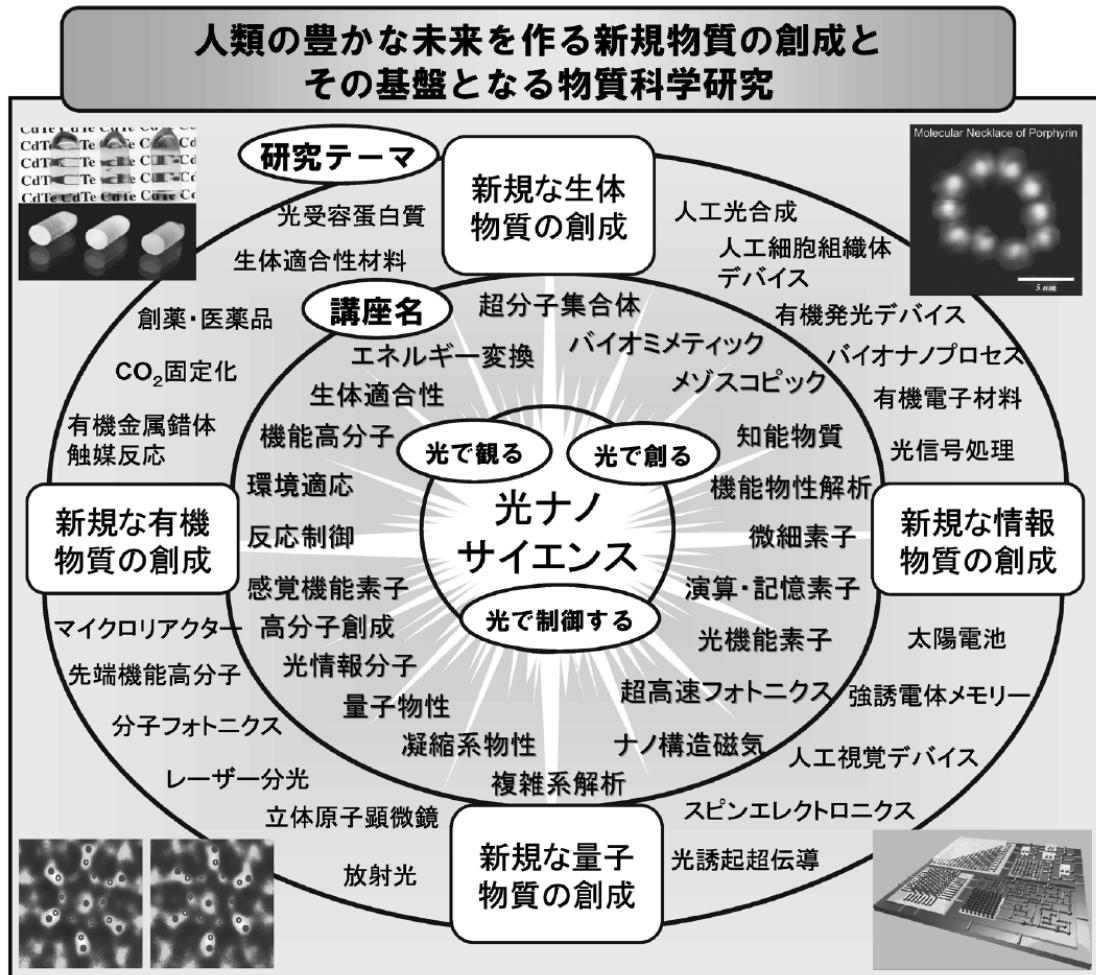 人類の豊かな未来を作る新規物質の創成と
その基盤となる物質科学研究
CdTe CdTe CdTe
Molecular Necklace of Porphyrin
5 nm
研究テーマ
新規な生体
物質の創成
光受容蛋白質
生体適合性材料
創薬・医薬品
CO₂固定化
有機金属錯体
触媒反応
人工光合成
人工細胞組織体
デバイス
有機発光デバイス
バイオナノプロセス
有機電子材料
光信号処理
講座名
超分子集合体
エネルギー変換
バイオミメティック
生体適合性
メゾスコピック
機能高分子
知能物質
環境適応
機能物性解析
反応制御
微細素子
感覚機能素子
演算・記憶素子
高分子創成
光機能素子
光情報分子
超高速フォトニクス
量子物性
凝縮系物性
ナノ構造磁気
複雑系解析
光で観る
光で創る
光ナノ
サイエンス
光で制御する
新規な有機
物質の創成
新規な情報
物質の創成
マイクロリアクター
先端機能高分子
分子フォトニクス
レーザー分光
立体原子顕微鏡
放射光
太陽電池
強誘電体メモリー
人工視覚デバイス
スピンエレクトロニクス
光誘起超伝導
新規な量子
物質の創成